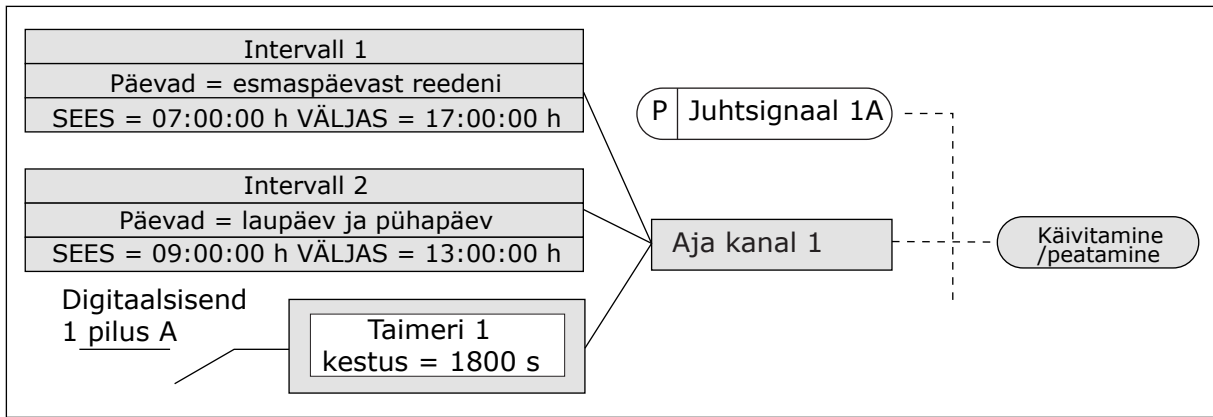 Intervall 1
Päevad = esmaspäevast reedeni
SEES = 07:00:00 h VÄLJAS = 17:00:00 h
P Juhtsignaal 1A
Intervall 2
Päevad = laupäev ja pühapäev
SEES = 09:00:00 h VÄLJAS = 13:00:00 h
Aja kanal 1
Käivitamine
/peatamine
Digitaalsisend
1 pilus A
Taimeri 1
kestus = 1800 s